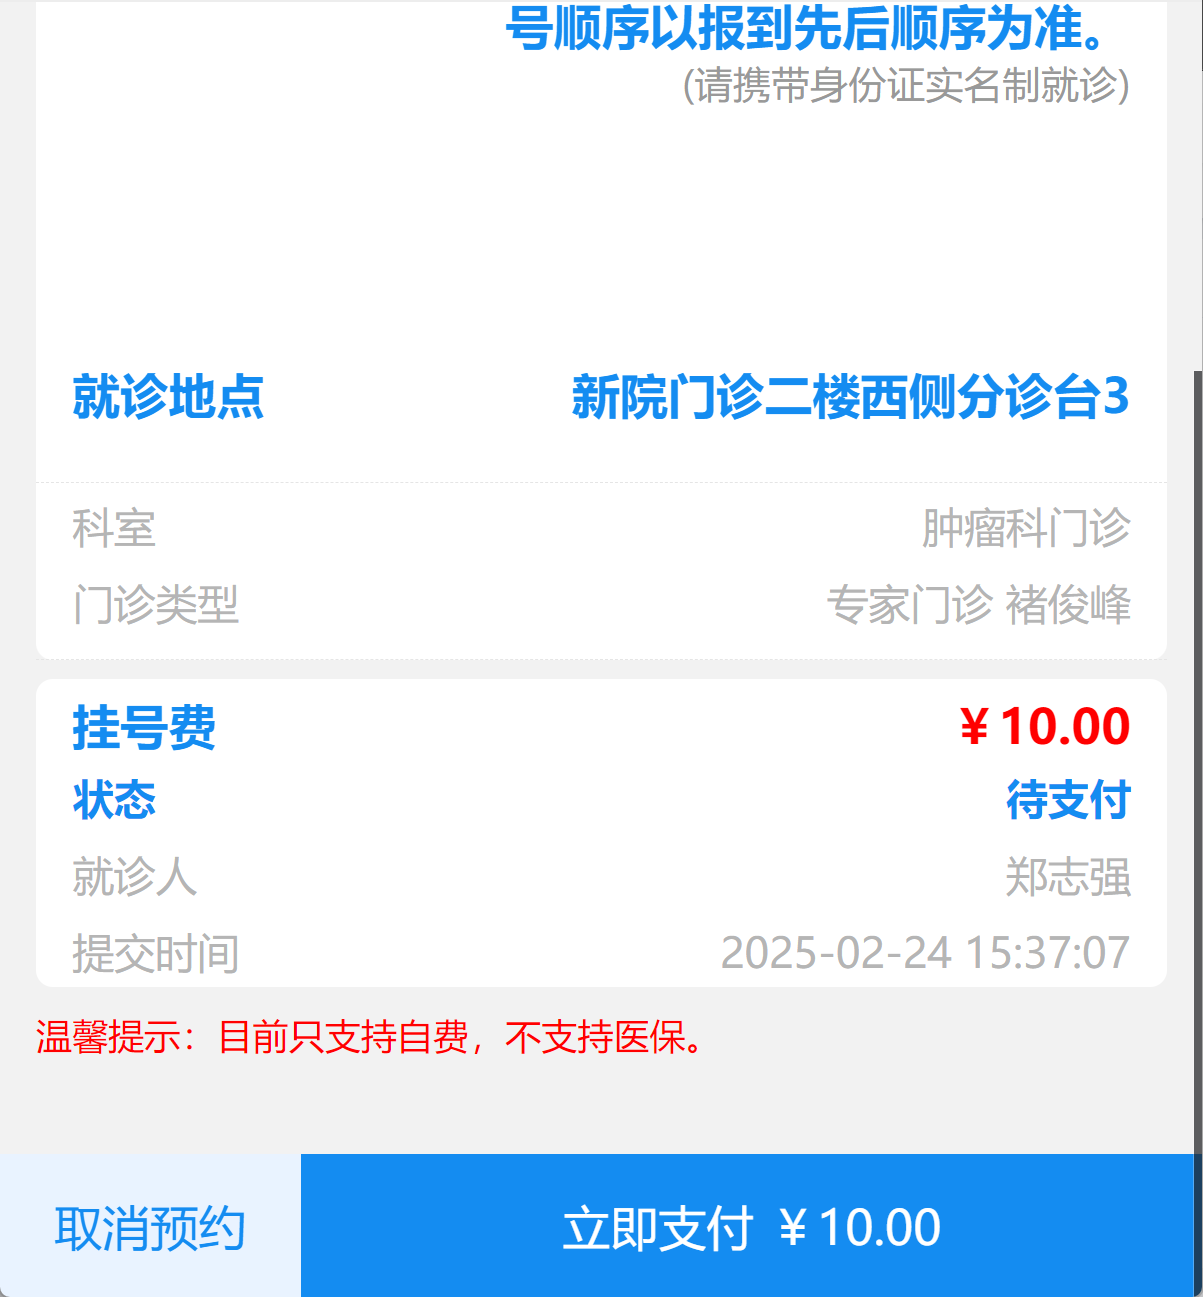 号顺序以报到先后顺序为准。
(请携带身份证实名制就诊)
就诊地点 新院门诊二楼西侧分诊台3
科室 肿瘤科门诊
门诊类型 专家门诊 褚俊峰
挂号费 ￥10.00
状态 待支付
就诊人 郑志强
提交时间 2025-02-24 15:37:07
温馨提示：目前只支持自费，不支持医保。
取消预约 立即支付 ￥10.00